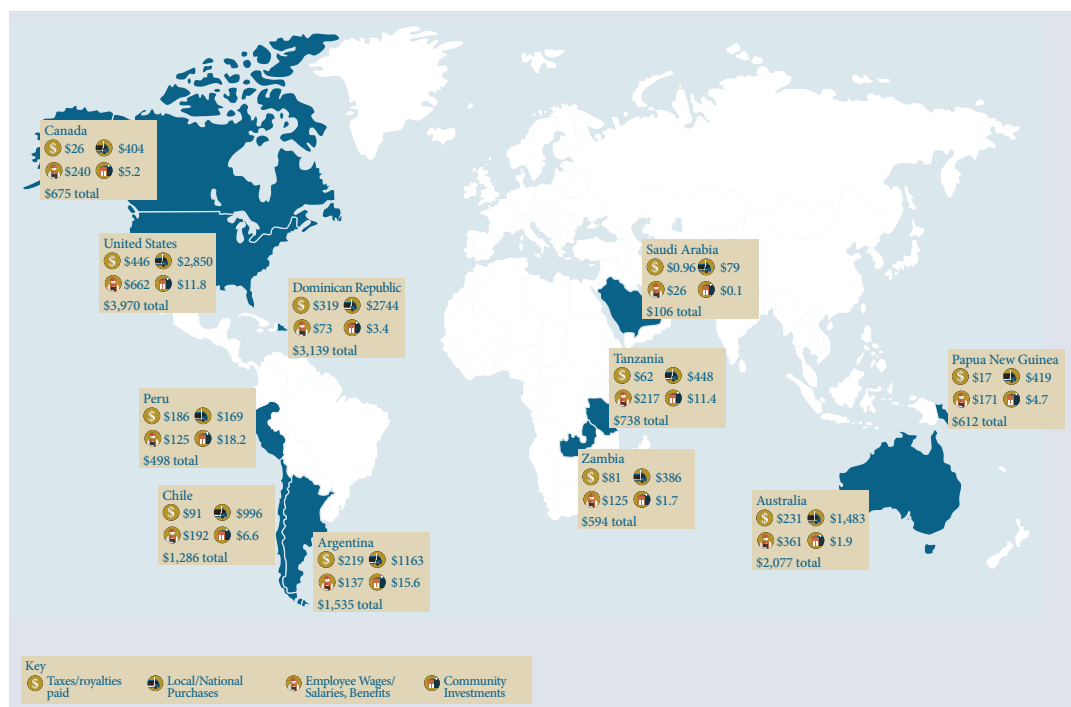 Canada
$26 $404
$240 $5.2
$675 total
United States
$446 $2,850
$662 $11.8
$3,970 total
Dominican Republic
$319 $2744
$73 $3.4
$3,139 total
Peru
$186 $169
$125 $18.2
$498 total
Chile
$91 $996
$192 $6.6
$1,286 total
Argentina
$219 $1163
$137 $15.6
$1,535 total
Saudi Arabia
$0.96 $79
$26 $0.1
$106 total
Tanzania
$62 $448
$217 $11.4
$738 total
Zambia
$81 $386
$125 $1.7
$594 total
Papua New Guinea
$17 $419
$171 $4.7
$612 total
Australia
$231 $1,483
$361 $1.9
$2,077 total
Key
Taxes/royalties
paid
Local/National
Purchases
Employee Wages/
Salaries, Benefits
Community
Investments